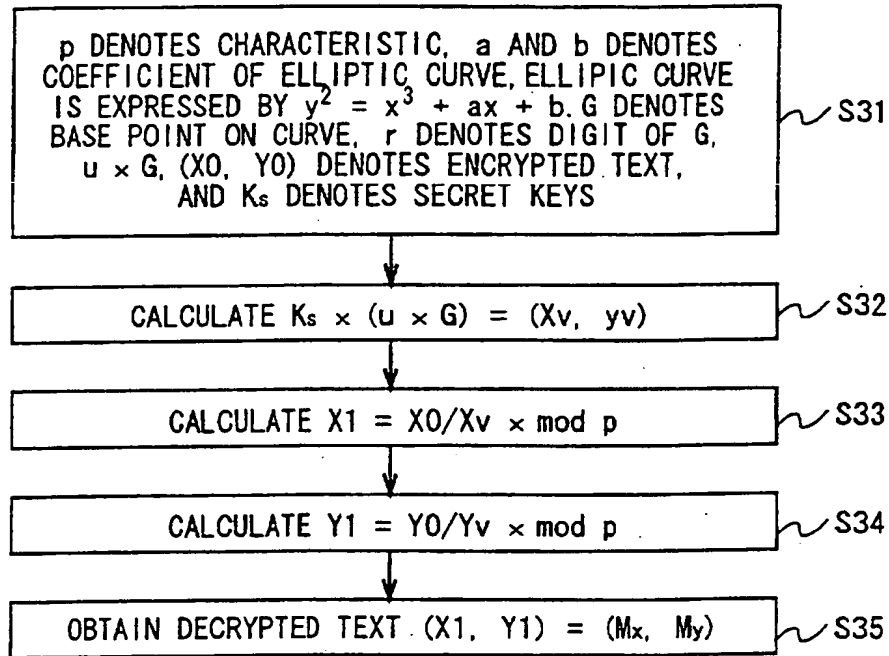 p DENOTES CHARACTERISTIC, a AND b DENOTES
COEFFICIENT OF ELLIPTIC CURVE, ELLIPIC CURVE
IS EXPRESSED BY y² = x³ + ax + b. G DENOTES
BASE POINT ON CURVE, r DENOTES DIGIT OF G,
u × G, (X0, Y0) DENOTES ENCRYPTED TEXT,
AND Ks DENOTES SECRET KEYS
S31
CALCULATE Ks × (u × G) = (Xv, yv)
S32
CALCULATE X1 = X0/Xv × mod p
S33
CALCULATE Y1 = Y0/Yv × mod p
S34
OBTAIN DECRYPTED TEXT (X1, Y1) = (Mx, My)
S35